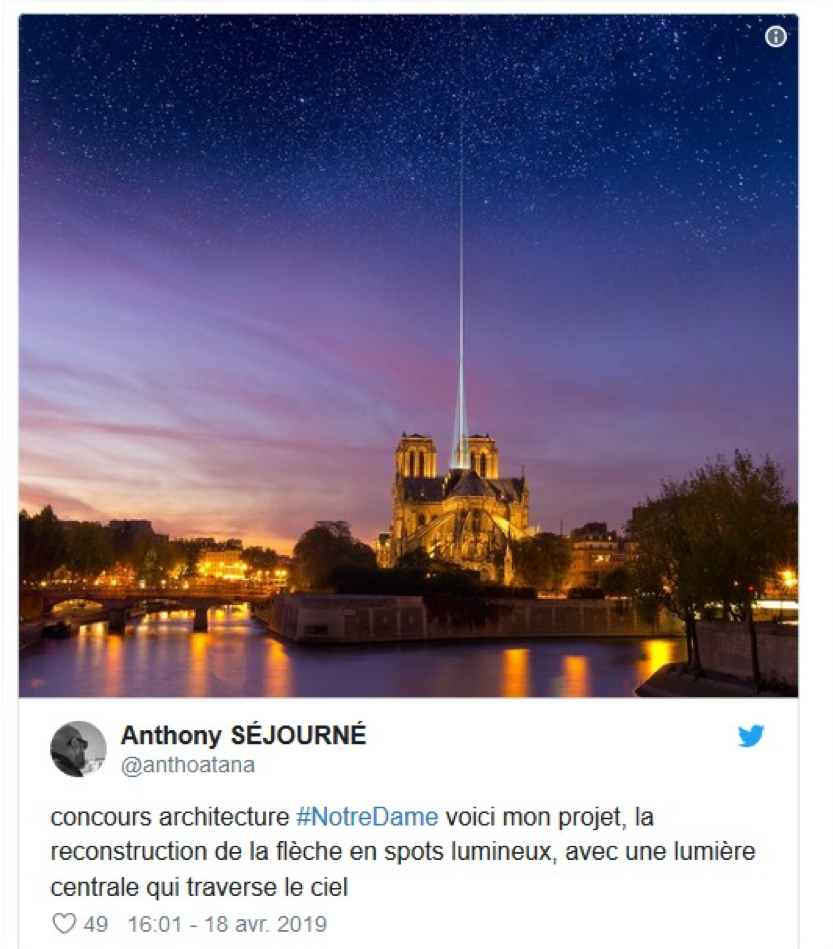 Anthony SÉJOURNÉ
@anthoatana
concours architecture #NotreDame voici mon projet, la
reconstruction de la flèche en spots lumineux, avec une lumière
centrale qui traverse le ciel
49 16:01 - 18 avr. 2019